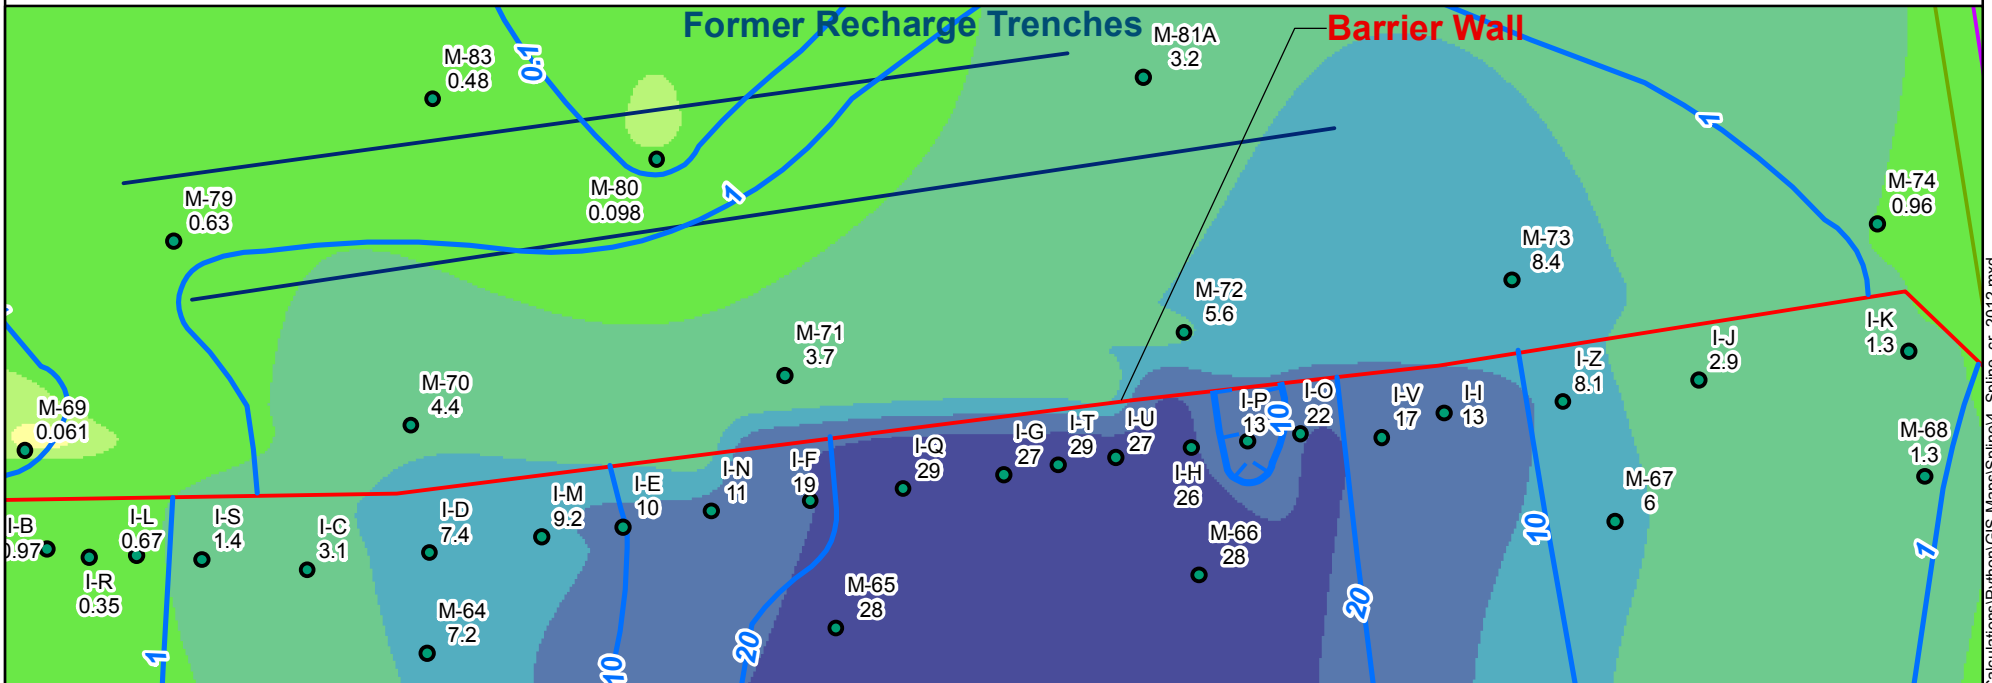 Former Recharge Trenches
Barrier Wall
M-83
0.48
0.1
M-81A
3.2
1
M-79
0.63
M-80
0.098
1
M-74
0.96
M-73
8.4
M-72
5.6
M-71
3.7
I-K
1.3
I-J
2.9
I-Z
8.1
M-70
4.4
M-69
0.061
I-I
13
I-V
17
I-O
22
10
I-P
13
I-U
27
I-T
29
I-G
27
I-Q
29
I-H
26
I-F
19
I-N
11
I-E
10
I-M
9.2
I-D
7.4
I-C
3.1
I-S
1.4
I-L
0.67
I-B
0.97
I-R
0.35
M-68
1.3
M-67
6
M-66
28
M-65
28
M-64
7.2
1
10
20
20
10
1